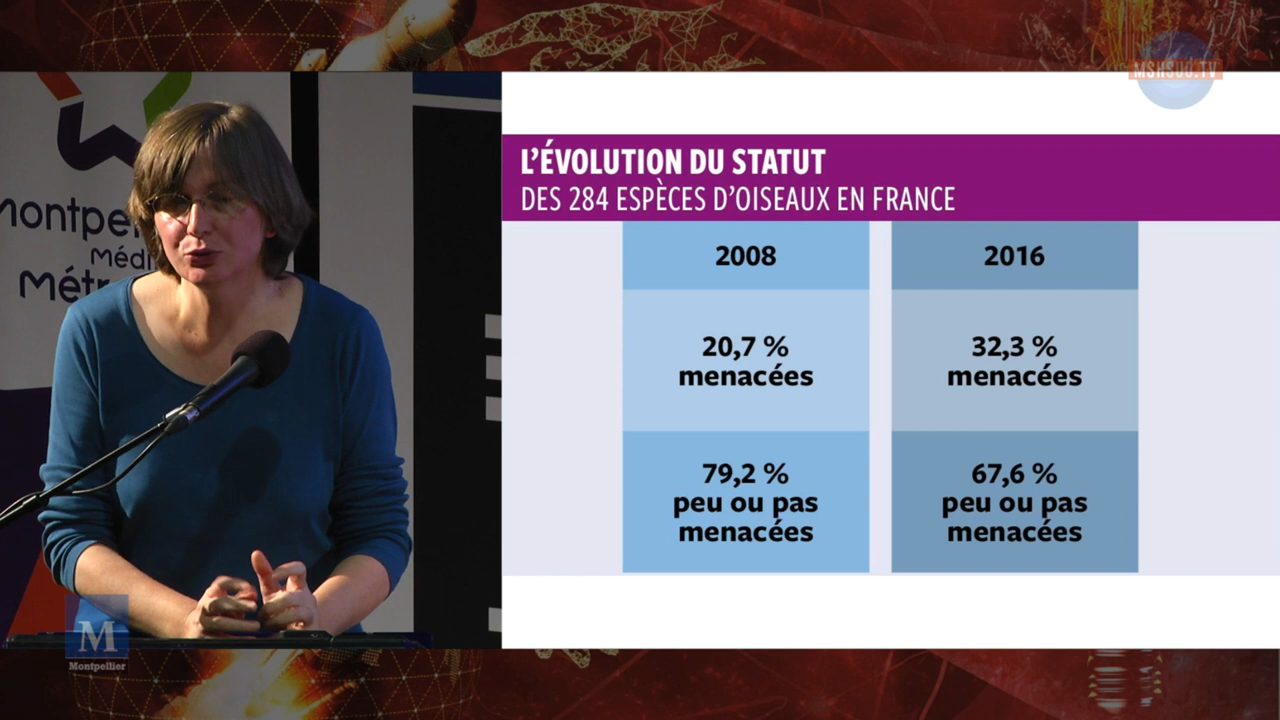 MSHSUD.TV
L'ÉVOLUTION DU STATUT
DES 284 ESPÈCES D'OISEAUX EN FRANCE
2008
2016
20,7 %
menacées
32,3 %
menacées
79,2 %
peu ou pas
menacées
67,6 %
peu ou pas
menacées
M
Montpellier